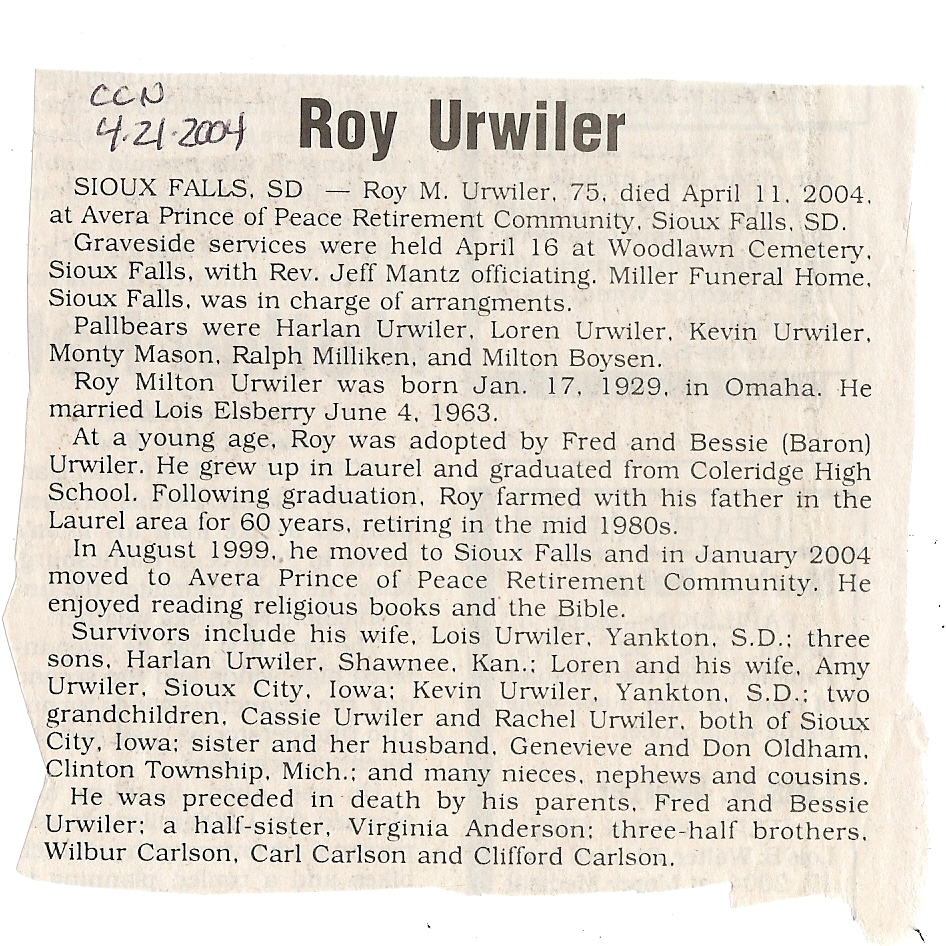 CCN
4.21.2004
Roy Urwiler
SIOUX FALLS, SD — Roy M. Urwiler, 75, died April 11, 2004,
at Avera Prince of Peace Retirement Community, Sioux Falls, SD.
Graveside services were held April 16 at Woodlawn Cemetery,
Sioux Falls, with Rev. Jeff Mantz officiating. Miller Funeral Home,
Sioux Falls, was in charge of arrangments.
Pallbears were Harlan Urwiler, Loren Urwiler, Kevin Urwiler,
Monty Mason, Ralph Milliken, and Milton Boysen.
Roy Milton Urwiler was born Jan. 17, 1929, in Omaha. He
married Lois Elsberry June 4, 1963.
At a young age, Roy was adopted by Fred and Bessie (Baron)
Urwiler. He grew up in Laurel and graduated from Coleridge High
School. Following graduation, Roy farmed with his father in the
Laurel area for 60 years, retiring in the mid 1980s.
In August 1999, he moved to Sioux Falls and in January 2004
moved to Avera Prince of Peace Retirement Community. He
enjoyed reading religious books and the Bible.
Survivors include his wife, Lois Urwiler, Yankton, S.D.; three
sons, Harlan Urwiler, Shawnee, Kan.; Loren and his wife, Amy
Urwiler, Sioux City, Iowa; Kevin Urwiler, Yankton, S.D.; two
grandchildren, Cassie Urwiler and Rachel Urwiler, both of Sioux
City, Iowa; sister and her husband, Genevieve and Don Oldham,
Clinton Township, Mich.; and many nieces, nephews and cousins.
He was preceded in death by his parents, Fred and Bessie
Urwiler; a half-sister, Virginia Anderson; three-half brothers,
Wilbur Carlson, Carl Carlson and Clifford Carlson.